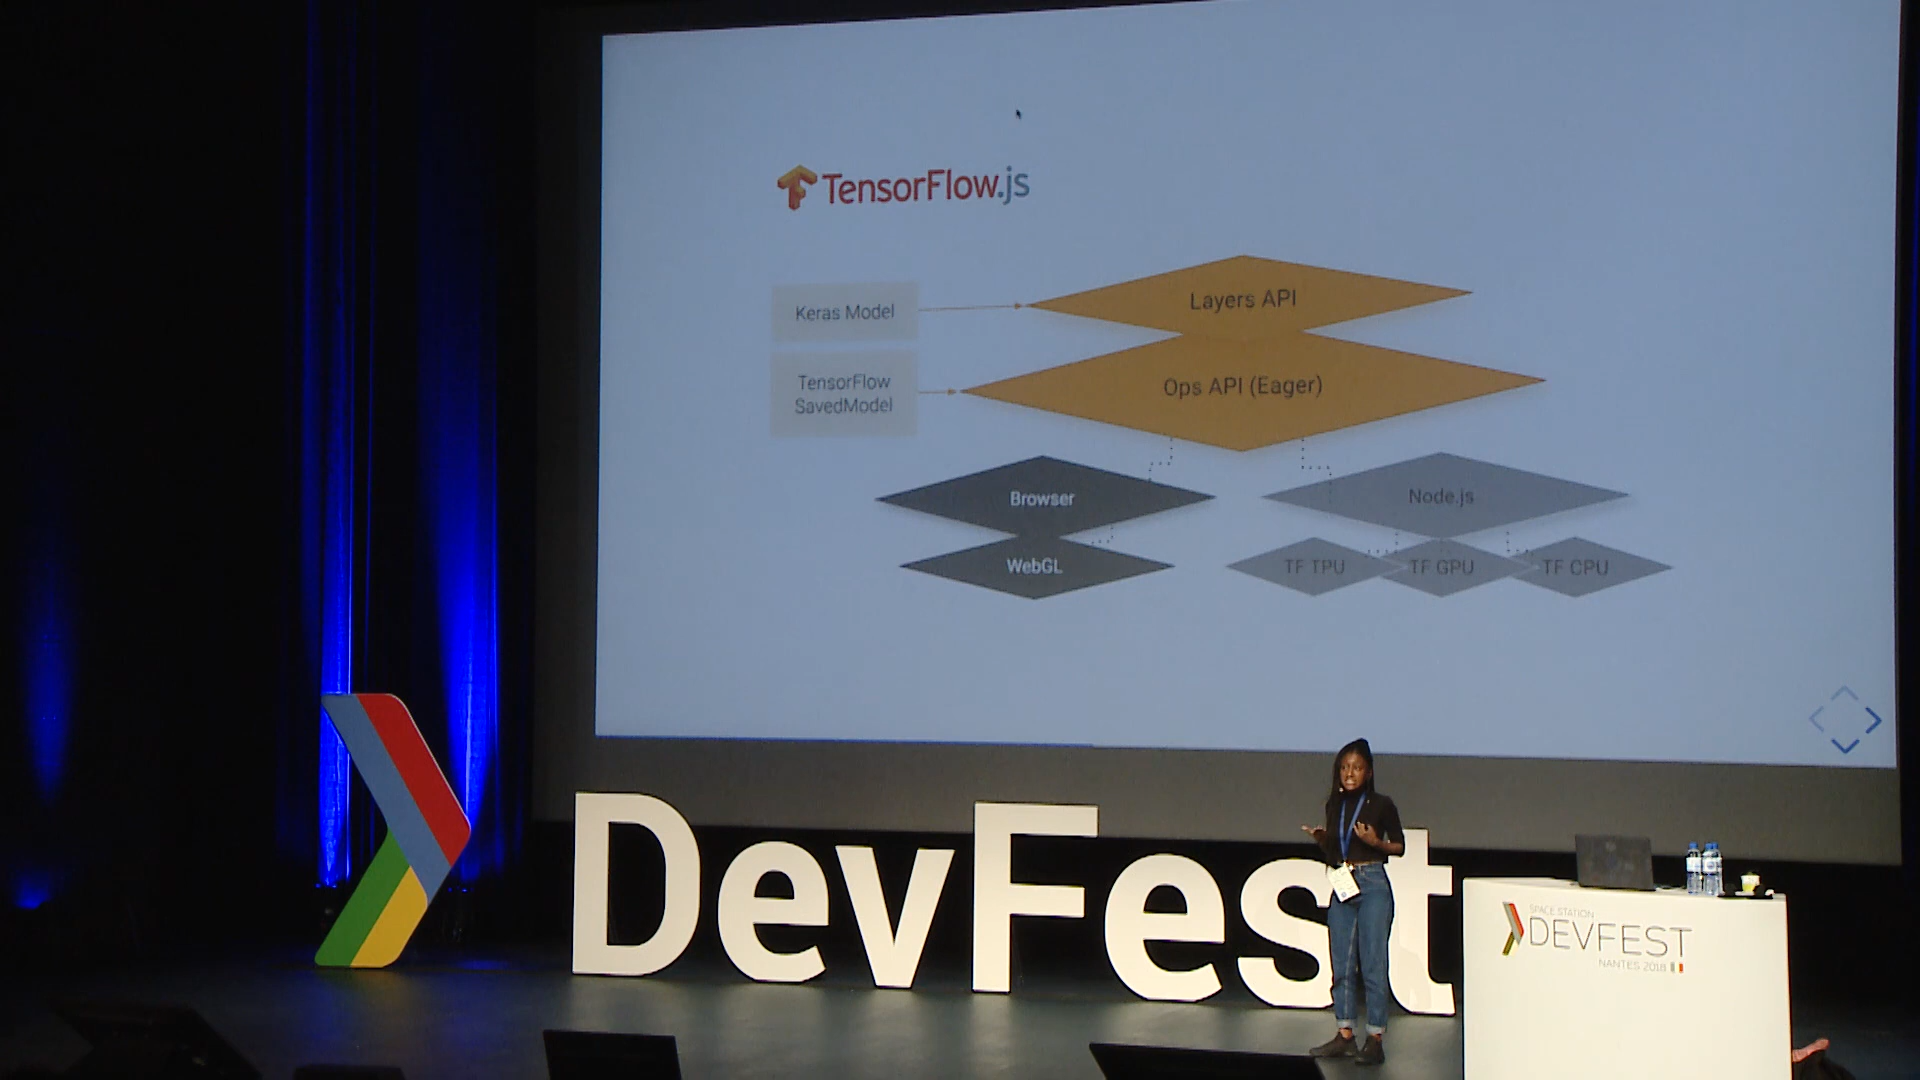 TensorFlow.js
Keras Model
Layers API
TensorFlow
SavedModel
Ops API (Eager)
Browser
Node.js
WebGL
TF TPU
TF GPU
TF CPU
DevFest
SPACE STATION
DEVFEST
NANTES 2018